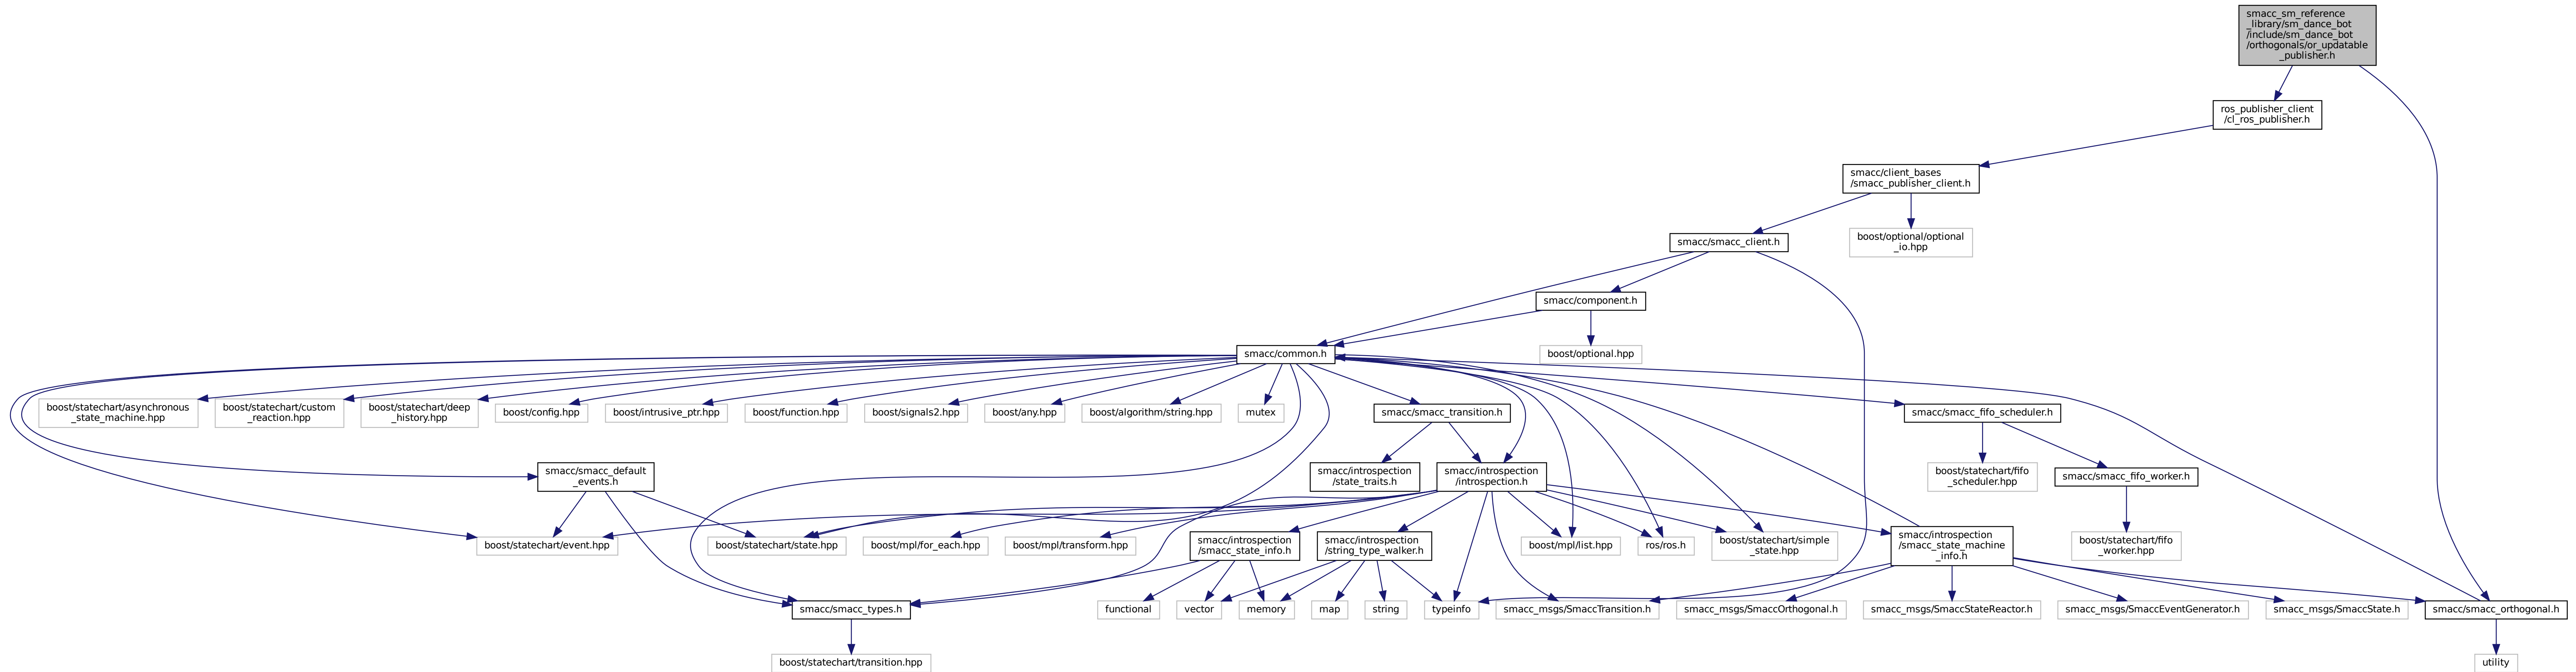 smacc_sm_reference
_library/sm_dance_bot
/include/sm_dance_bot
/orthogonals/or_updatable
_publisher.h
ros_publisher_client
/cl_ros_publisher.h
smacc/client_bases
/smacc_publisher_client.h
smacc/smacc_client.h
boost/optional/optional
_io.hpp
smacc/component.h
smacc/common.h
boost/optional.hpp
boost/statechart/asynchronous
_state_machine.hpp
boost/statechart/custom
_reaction.hpp
boost/statechart/deep
_history.hpp
boost/config.hpp
boost/intrusive_ptr.hpp
boost/function.hpp
boost/signals2.hpp
boost/any.hpp
boost/algorithm/string.hpp
mutex
smacc/smacc_transition.h
smacc/smacc_fifo_scheduler.h
smacc/smacc_default
_events.h
smacc/introspection
/state_traits.h
smacc/introspection
/introspection.h
boost/statechart/fifo
_scheduler.hpp
smacc/smacc_fifo_worker.h
boost/statechart/event.hpp
boost/statechart/state.hpp
boost/mpl/for_each.hpp
boost/mpl/transform.hpp
smacc/introspection
/smacc_state_info.h
smacc/introspection
/string_type_walker.h
boost/mpl/list.hpp
ros/ros.h
boost/statechart/simple
_state.hpp
smacc/introspection
/smacc_state_machine
_info.h
boost/statechart/fifo
_worker.hpp
smacc/smacc_types.h
functional
vector
memory
map
string
typeinfo
smacc_msgs/SmaccTransition.h
smacc_msgs/SmaccOrthogonal.h
smacc_msgs/SmaccStateReactor.h
smacc_msgs/SmaccEventGenerator.h
smacc_msgs/SmaccState.h
smacc/smacc_orthogonal.h
boost/statechart/transition.hpp
utility